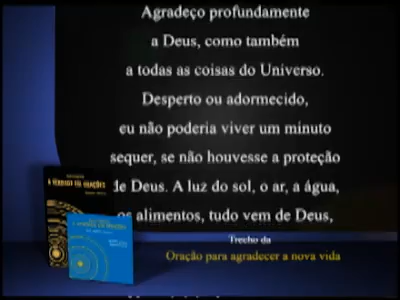 Agradeço profundamente
a Deus, como também
a todas as coisas do Universo.
Desperto ou adormecido,
eu não poderia viver um minuto
sequer, se não houvesse a proteção
de Deus. A luz do sol, o ar, a água,
os alimentos, tudo vem de Deus,
Trecho da
Oração para agradecer a nova vida